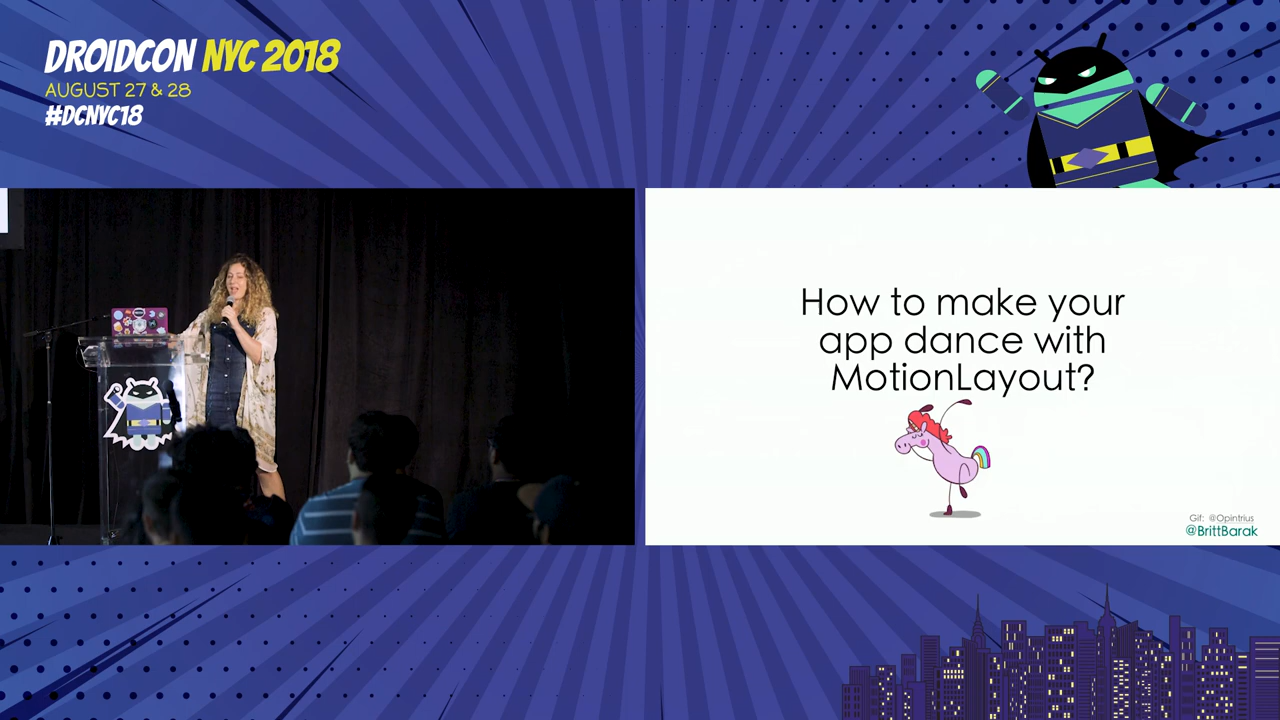 DROIDCON NYC 2018
AUGUST 27 & 28
#DCNYC18
How to make your
app dance with
MotionLayout?
Gif: @Opintrius
@BrittBarak